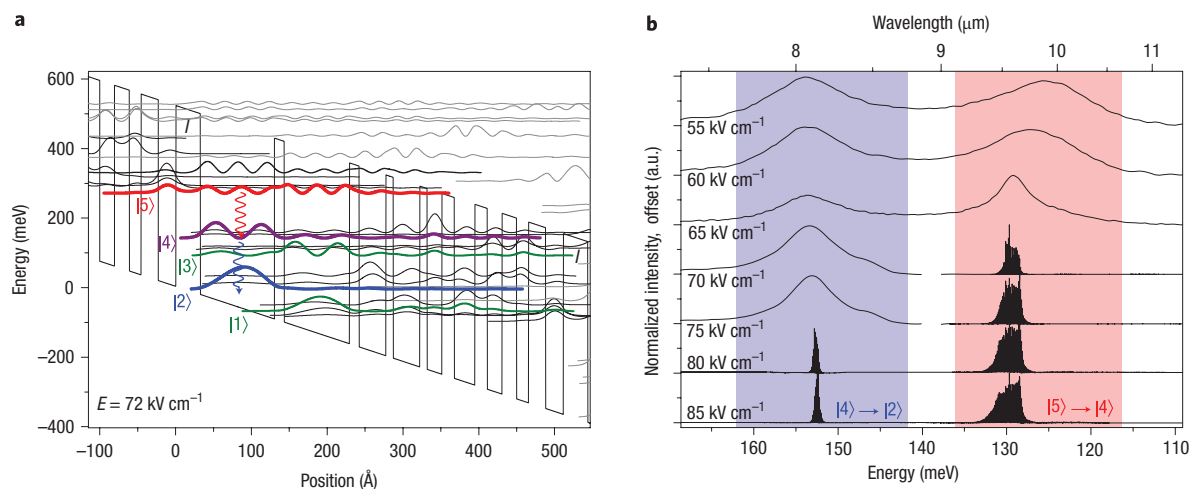 a
600
400
200
0
−200
−400
Energy (meV)
I
|5⟩
|4⟩
|3⟩
|2⟩
|1⟩
I
E = 72 kV cm⁻¹
−100
0
100
200
300
400
500
Position (Å)
b
Wavelength (μm)
8
9
10
11
Normalized intensity, offset (a.u.)
55 kV cm⁻¹
60 kV cm⁻¹
65 kV cm⁻¹
70 kV cm⁻¹
75 kV cm⁻¹
80 kV cm⁻¹
85 kV cm⁻¹
|4⟩ → |2⟩
|5⟩ → |4⟩
160
150
140
130
120
110
Energy (meV)